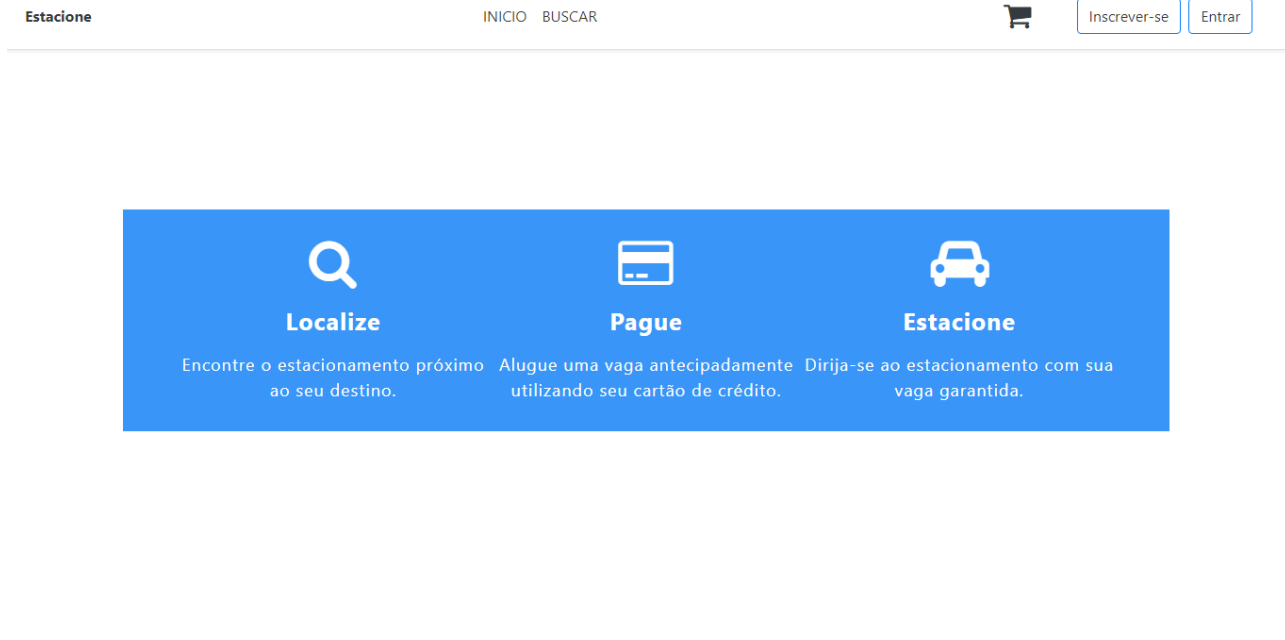 Estacione
INICIO BUSCAR
Inscrever-se
Entrar
Localize
Encontre o estacionamento próximo
ao seu destino.
Pague
Alugue uma vaga antecipadamente
utilizando seu cartão de crédito.
Estacione
Dirija-se ao estacionamento com sua
vaga garantida.